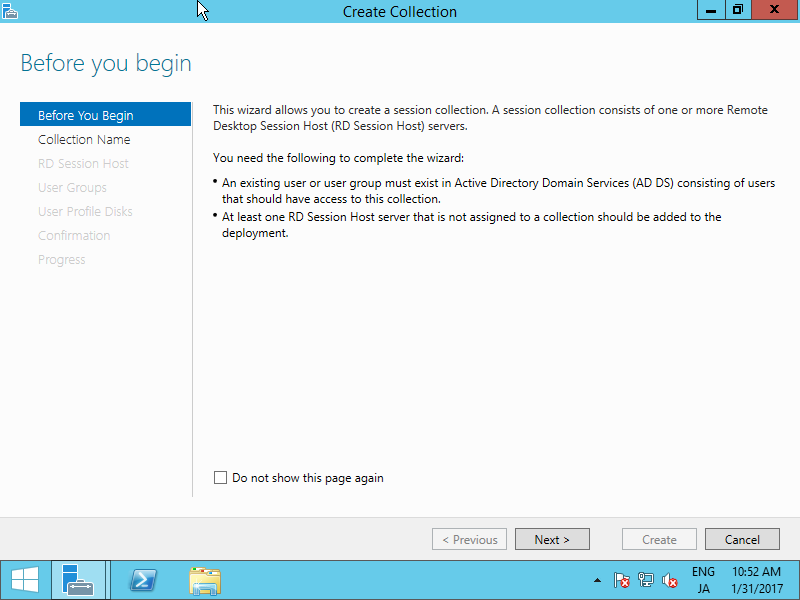 Create Collection
Before you begin
Before You Begin
Collection Name
RD Session Host
User Groups
User Profile Disks
Confirmation
Progress
This wizard allows you to create a session collection. A session collection consists of one or more Remote
Desktop Session Host (RD Session Host) servers.
You need the following to complete the wizard:
• An existing user or user group must exist in Active Directory Domain Services (AD DS) consisting of users
that should have access to this collection.
• At least one RD Session Host server that is not assigned to a collection should be added to the
deployment.
Do not show this page again
< Previous
Next >
Create
Cancel
ENG
JA
10:52 AM
1/31/2017